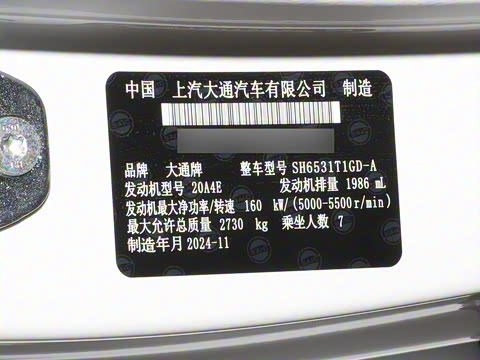 中国 上汽大通汽车有限公司 制造
品牌 大通牌 整车型号 SH6531T1GD-A
发动机型号 20A4E 发动机排量 1986 mL
发动机最大净功率/转速 160 kW/(5000-5500r/min)
最大允许总质量 2730 kg 乘坐人数 7
制造年月 2024-11